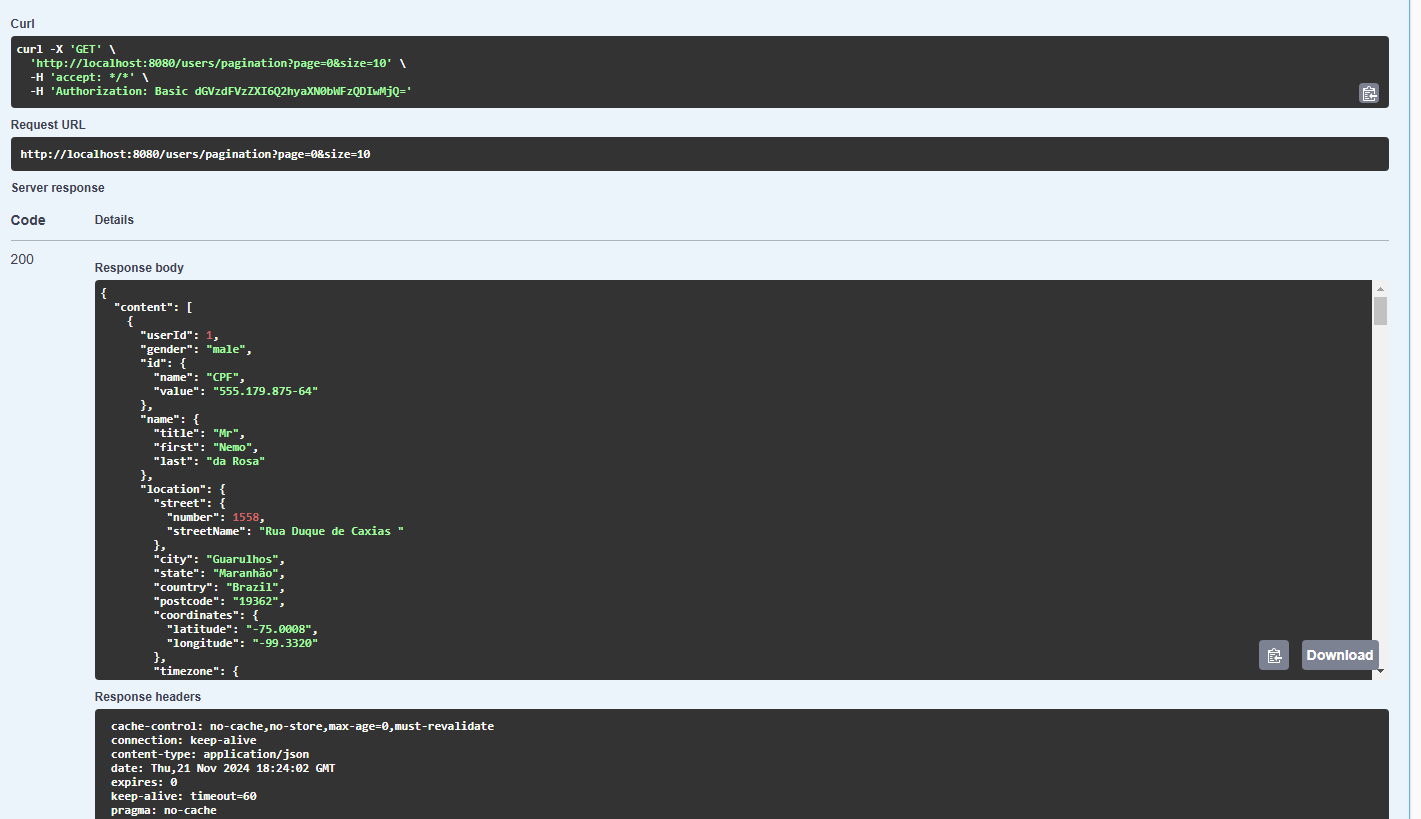 Curl
curl -X 'GET' \
  'http://localhost:8080/users/pagination?page=0&size=10' \
  -H 'accept: */*' \
  -H 'Authorization: Basic dGVzdFVzZXI6Q2hyaXN0bWFzQDIwMjQ='
Request URL
http://localhost:8080/users/pagination?page=0&size=10
Server response
Code Details
200
Response body
{
  "content": [
    {
      "userId": 1,
      "gender": "male",
      "id": {
        "name": "CPF",
        "value": "555.179.875-64"
      },
      "name": {
        "title": "Mr",
        "first": "Nemo",
        "last": "da Rosa"
      },
      "location": {
        "street": {
          "number": 1558,
          "streetName": "Rua Duque de Caxias "
        },
        "city": "Guarulhos",
        "state": "Maranhão",
        "country": "Brazil",
        "postcode": "19362",
        "coordinates": {
          "latitude": "-75.0008",
          "longitude": "-99.3320"
        },
        "timezone": {
Download
Response headers
cache-control: no-cache,no-store,max-age=0,must-revalidate
connection: keep-alive
content-type: application/json
date: Thu,21 Nov 2024 18:24:02 GMT
expires: 0
keep-alive: timeout=60
pragma: no-cache